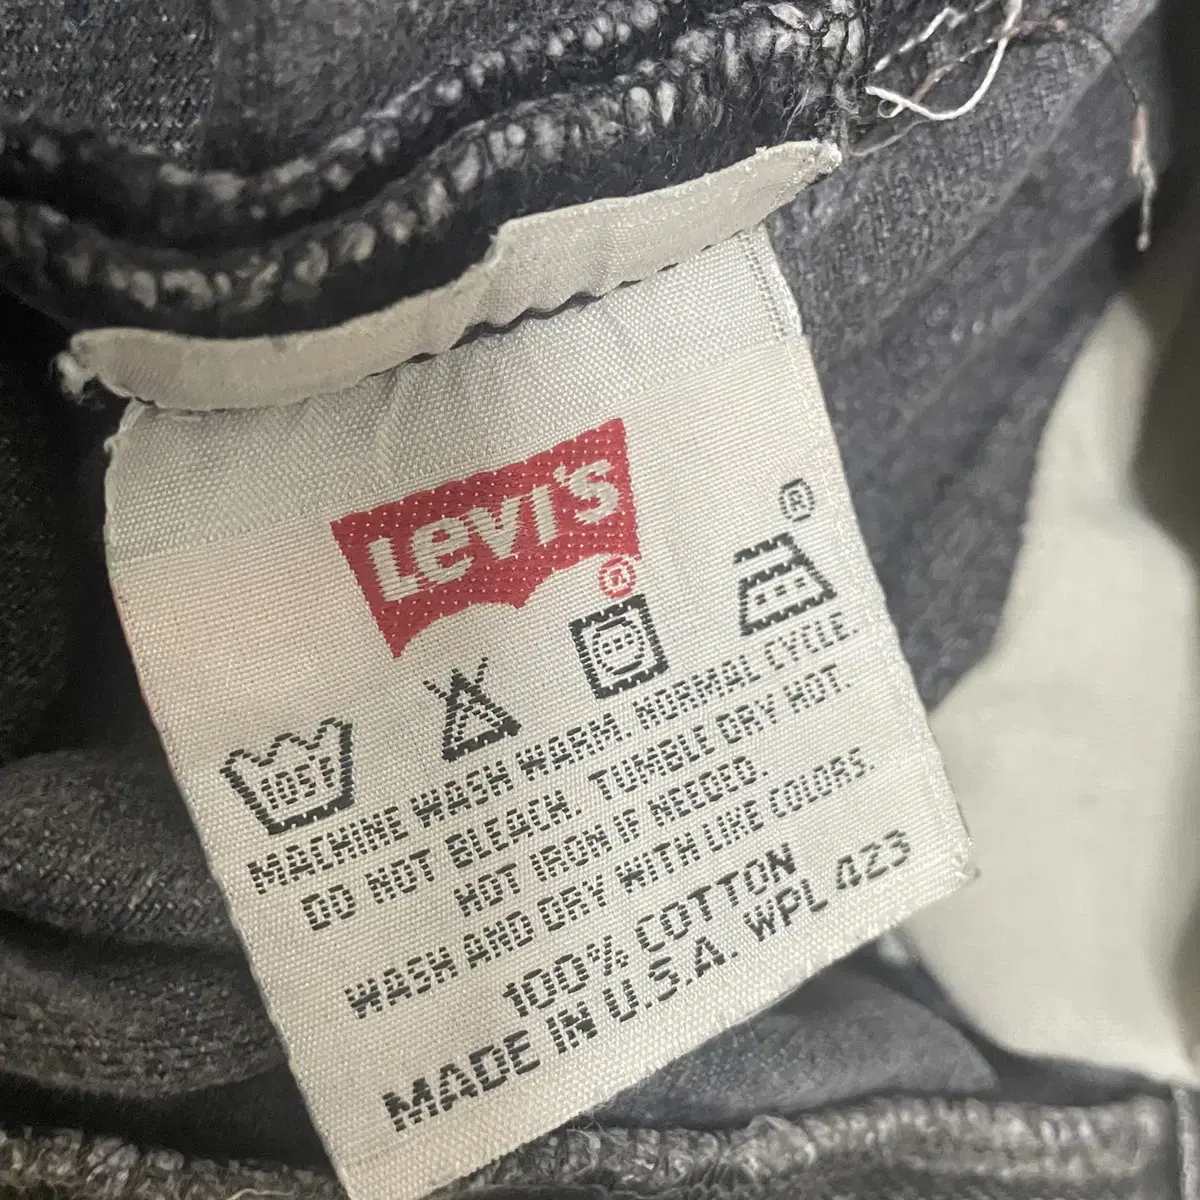 Levi's
®
®
105F
MACHINE WASH WARM. NORMAL CYCLE.
DO NOT BLEACH. TUMBLE DRY HOT.
HOT IRON IF NEEDED.
WASH AND DRY WITH LIKE COLORS.
100% COTTON
MADE IN U.S.A. WPL 423